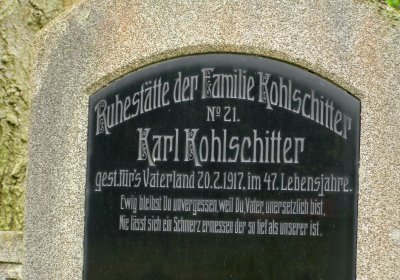 Ruhestätte der Familie Kohlschitter
No 21.
Karl Kohlschitter
gest. für's Vaterland 20.2.1917, im 47. Lebensjahre.
Ewig bleibst Du unvergessen, weil Du, Vater, unersetzlich bist,
Nie lässt sich ein Schmerz ermessen der so tief als unserer ist.